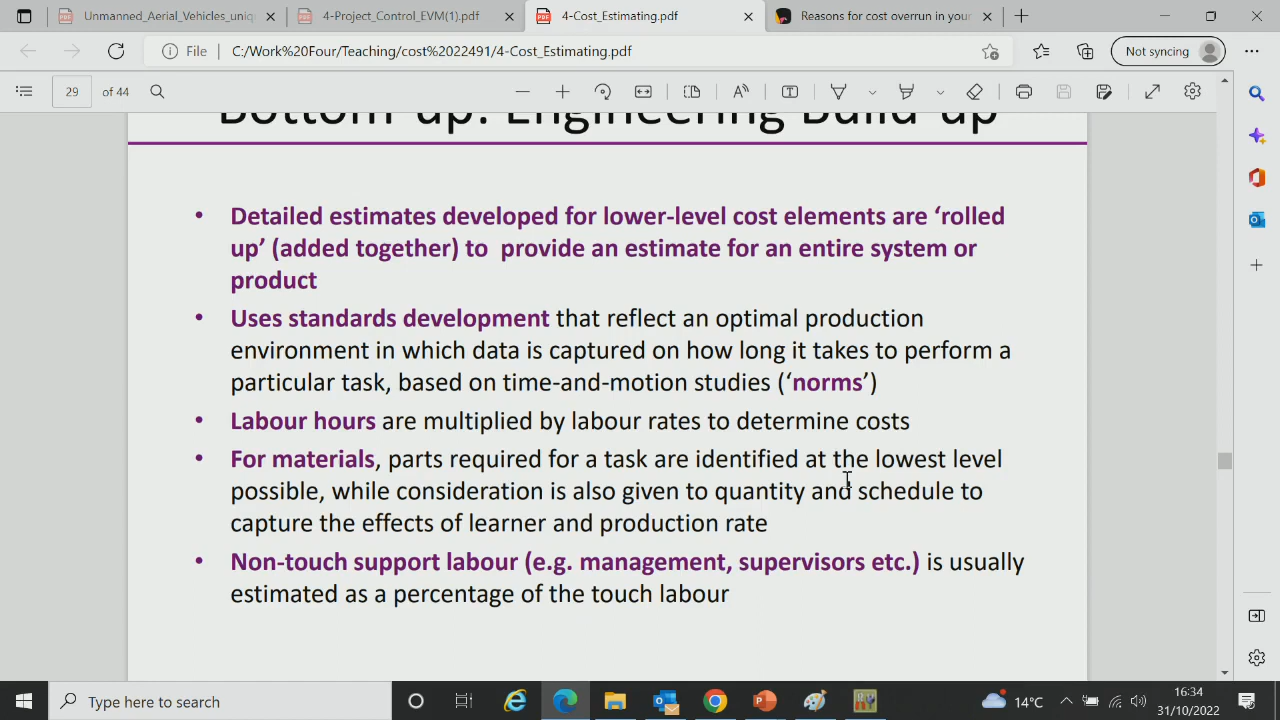 Unmanned_Aerial_Vehicles_uniq
4-Project_Control_EVM(1).pdf
4-Cost_Estimating.pdf
Reasons for cost overrun in your
File
C:/Work%20Four/Teaching/cost%2022491/4-Cost_Estimating.pdf
Not syncing
29 of 44
Bottom-up: Engineering Build-up
• Detailed estimates developed for lower-level cost elements are ‘rolled
up’ (added together) to provide an estimate for an entire system or
product
• Uses standards development that reflect an optimal production
environment in which data is captured on how long it takes to perform a
particular task, based on time-and-motion studies (‘norms’)
• Labour hours are multiplied by labour rates to determine costs
• For materials, parts required for a task are identified at the lowest level
possible, while consideration is also given to quantity and schedule to
capture the effects of learner and production rate
• Non-touch support labour (e.g. management, supervisors etc.) is usually
estimated as a percentage of the touch labour
Type here to search
14°C
16:34
31/10/2022